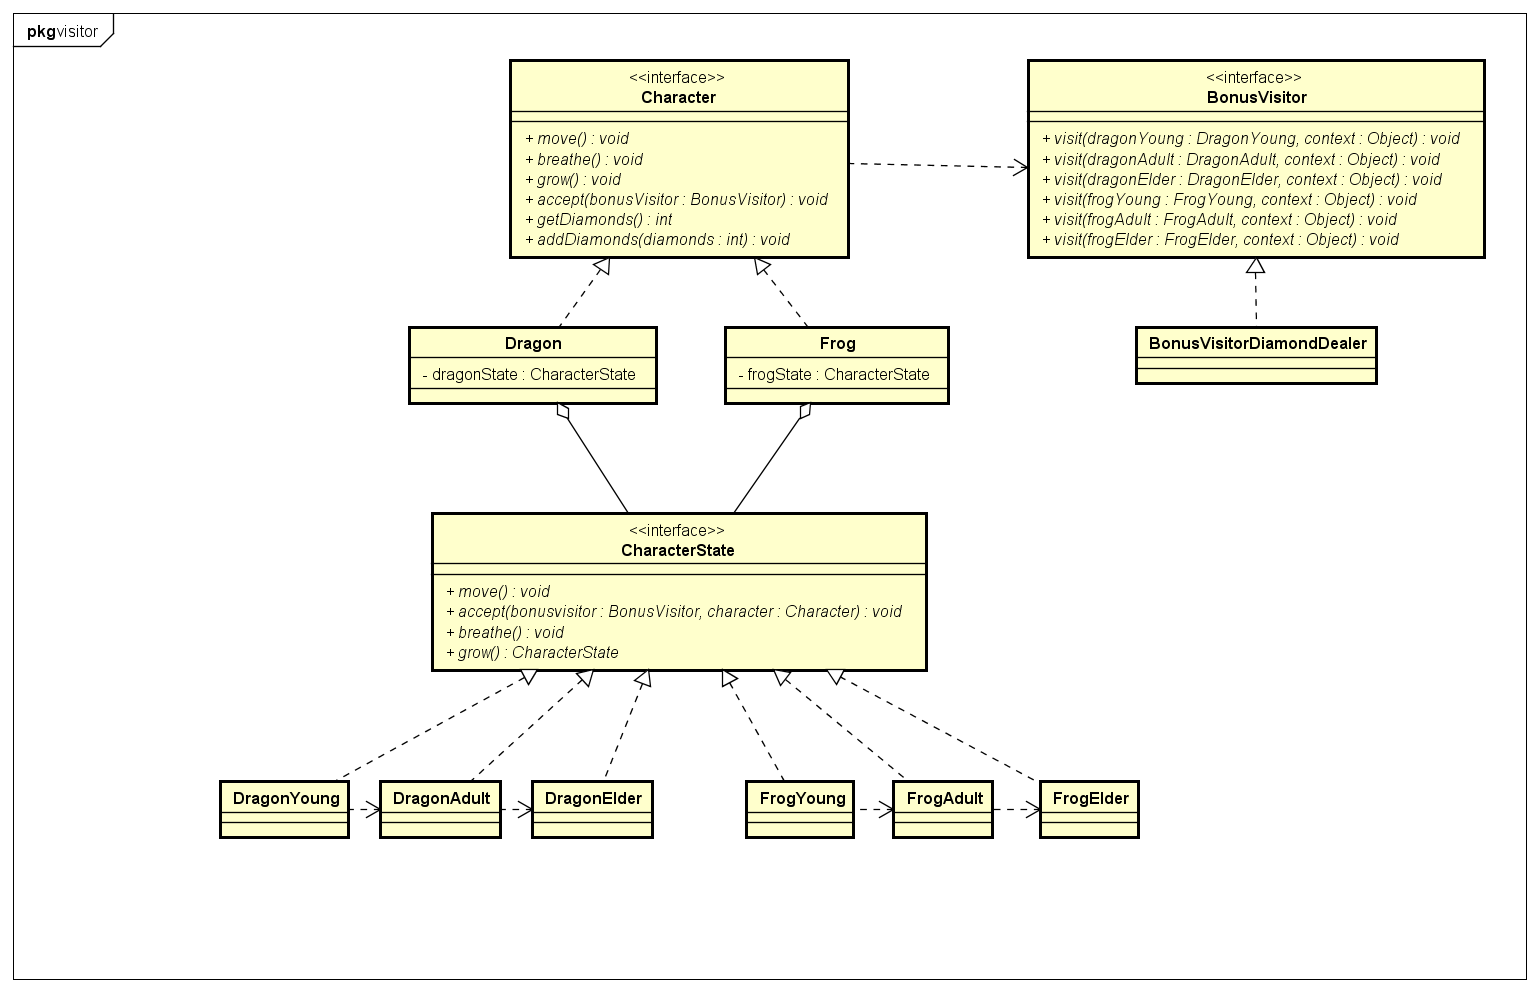 pkg visitor
<<interface>>
Character
+ move() : void
+ breathe() : void
+ grow() : void
+ accept(bonusVisitor : BonusVisitor) : void
+ getDiamonds() : int
+ addDiamonds(diamonds : int) : void
<<interface>>
BonusVisitor
+ visit(dragonYoung : DragonYoung, context : Object) : void
+ visit(dragonAdult : DragonAdult, context : Object) : void
+ visit(dragonElder : DragonElder, context : Object) : void
+ visit(frogYoung : FrogYoung, context : Object) : void
+ visit(frogAdult : FrogAdult, context : Object) : void
+ visit(frogElder : FrogElder, context : Object) : void
Dragon
- dragonState : CharacterState
Frog
- frogState : CharacterState
BonusVisitorDiamondDealer
<<interface>>
CharacterState
+ move() : void
+ accept(bonusvisitor : BonusVisitor, character : Character) : void
+ breathe() : void
+ grow() : CharacterState
DragonYoung
DragonAdult
DragonElder
FrogYoung
FrogAdult
FrogElder